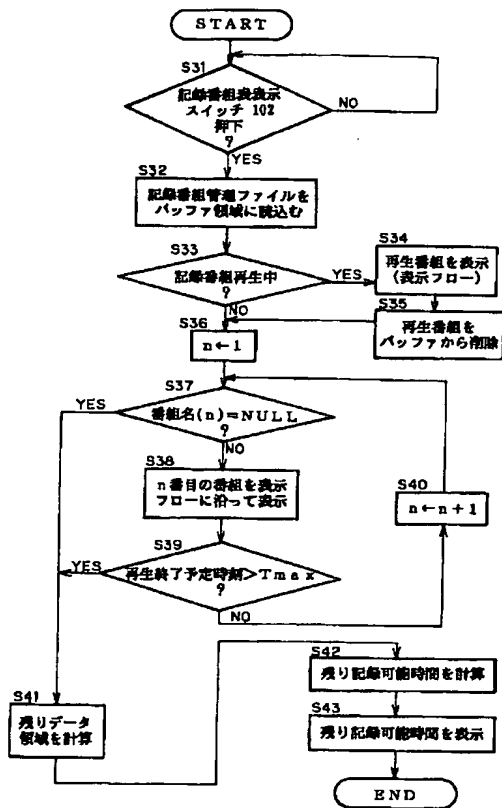 START
S31
記録番組表表示
スイッチ 102
押下
?
NO
YES
S32
記録番組管理ファイルを
バッファ領域に読込む
S33
記録番組再生中
?
YES
NO
S34
再生番組を表示
(表示フロー)
S35
再生番組を
バッファから削除
S36
n←1
S37
番組名(n)=NULL
?
YES
NO
S38
n番目の番組を表示
フローに沿って表示
S39
再生終了予定時刻>Tmax
?
YES
NO
S40
n←n+1
S41
残りデータ
領域を計算
S42
残り記録可能時間を計算
S43
残り記録可能時間を表示
END